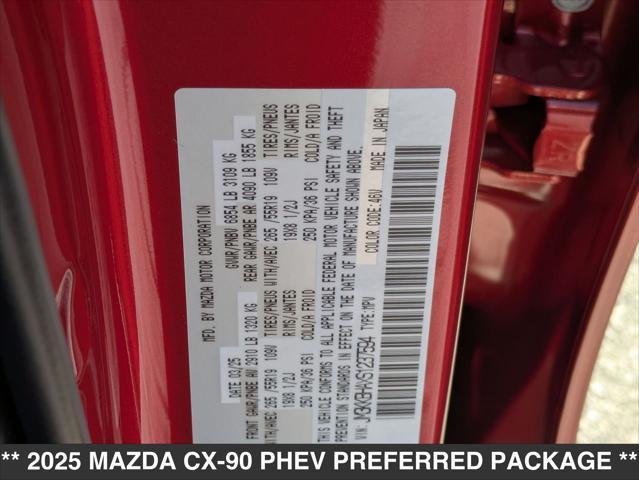 MFD. BY MAZDA MOTOR CORPORATION
DATE 03/25 GVWR/PNBV 6854 LB 3109 KG
FRONT GAWR/PNBE AV 2910 LB 1320 KG REAR GAWR/PNBE AR 4090 LB 1855 KG
WITH/AVEC 265 /55R19 109V TIRES/PNEUS WITH/AVEC 265 /55R19 109V TIRES/PNEUS
19X8 1/2J RIMS/JANTES 19X8 1/2J RIMS/JANTES
250 KPA/36 PSI COLD/A FROID 250 KPA/36 PSI COLD/A FROID
THIS VEHICLE CONFORMS TO ALL APPLICABLE FEDERAL MOTOR VEHICLE SAFETY AND THEFT
PREVENTION STANDARDS IN EFFECT ON THE DATE OF MANUFACTURE SHOWN ABOVE.
VIN: TYPE:MPV COLOR CODE:46V MADE IN JAPAN
** 2025 MAZDA CX-90 PHEV PREFERRED PACKAGE **